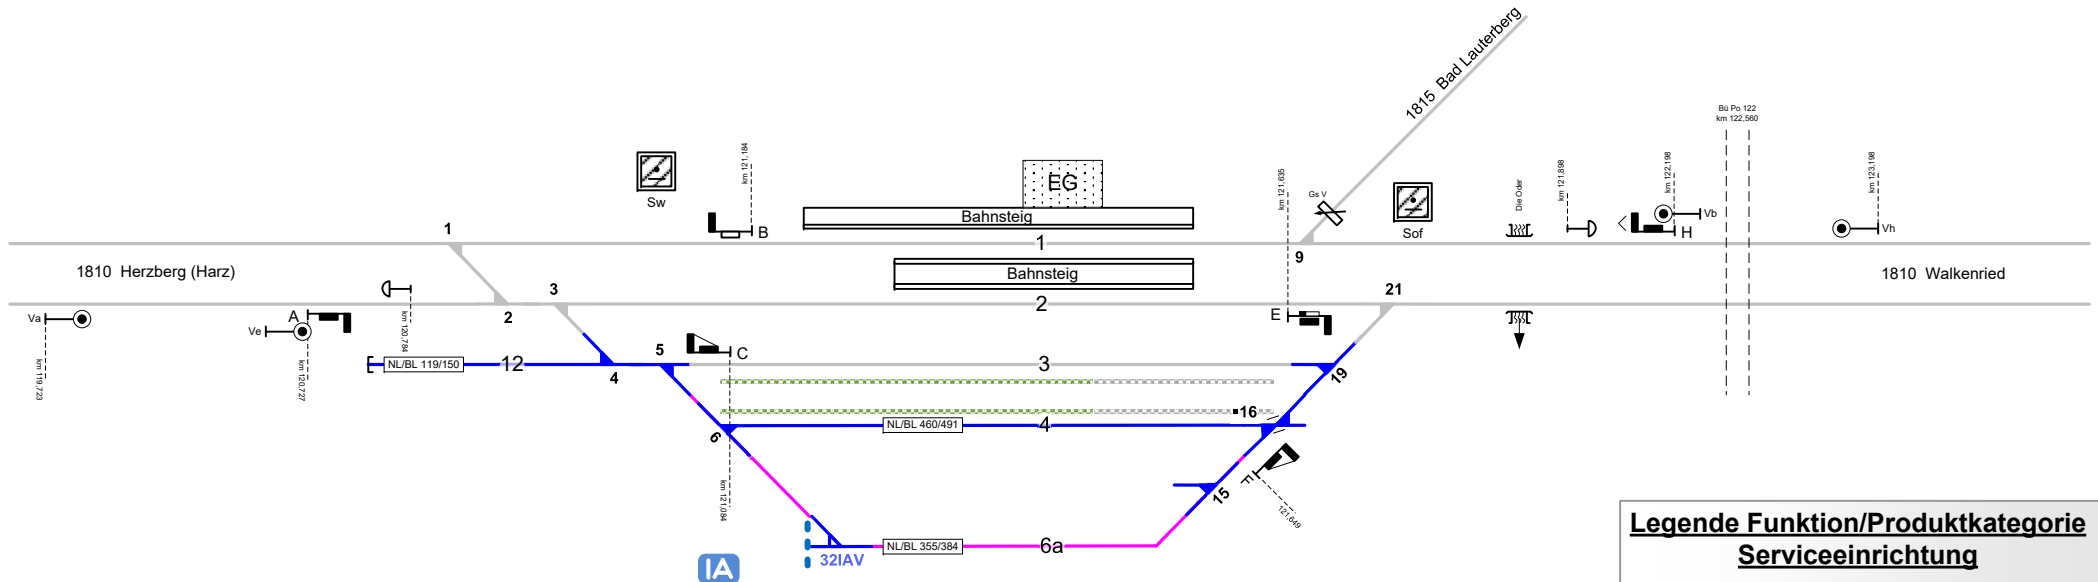 1815 Bad Lauterberg
Bü Po 122
km 122,560
km 121,184
EG
Sw
km 121,635
Gs V
Sof
Die Oder
km 121,898
km 122,198
km 123,198
Bahnsteig
B
Vb
H
Vh
1
1
9
1810 Herzberg (Harz)
Bahnsteig
1810 Walkenried
3
2
2
21
Va
Ve
A
E
km 120,784
km 119,723
km 120,727
NL/BL 119/150
12
4
5
C
3
19
16
6
NL/BL 460/491
4
F
15
km 121,084
121,649
NL/BL 355/384
6a
32IAV
IA
Legende Funktion/Produktkategorie
Serviceeinrichtung